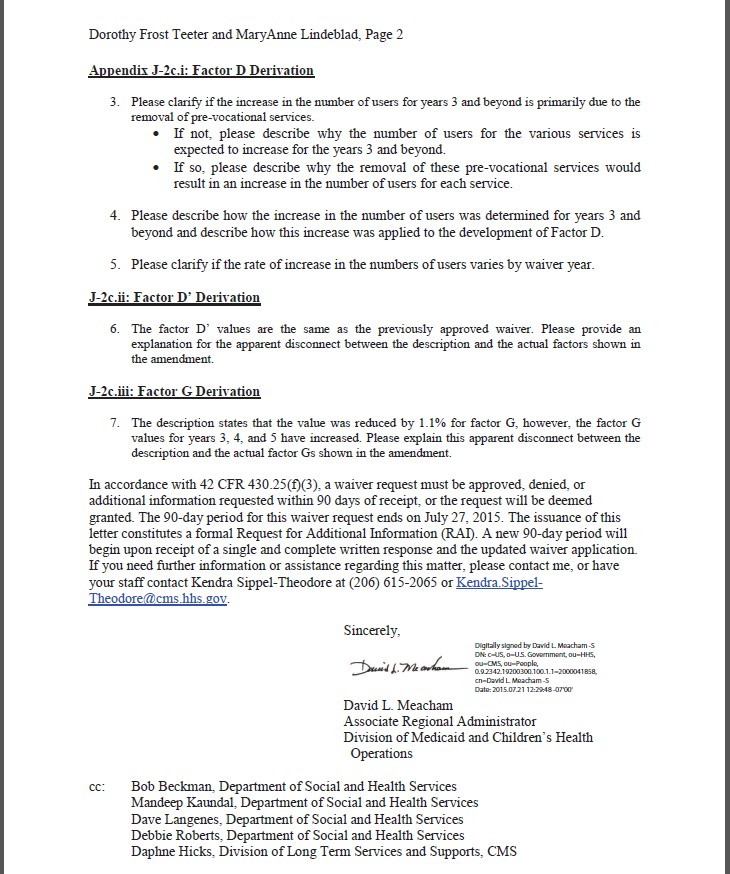 Dorothy Frost Teeter and MaryAnne Lindeblad, Page 2
Appendix J-2c.i: Factor D Derivation
3. Please clarify if the increase in the number of users for years 3 and beyond is primarily due to the
removal of pre-vocational services.
• If not, please describe why the number of users for the various services is
expected to increase for the years 3 and beyond.
• If so, please describe why the removal of these pre-vocational services would
result in an increase in the number of users for each service.
4. Please describe how the increase in the number of users was determined for years 3 and
beyond and describe how this increase was applied to the development of Factor D.
5. Please clarify if the rate of increase in the numbers of users varies by waiver year.
J-2c.ii: Factor D’ Derivation
6. The factor D’ values are the same as the previously approved waiver. Please provide an
explanation for the apparent disconnect between the description and the actual factors shown in
the amendment.
J-2c.iii: Factor G Derivation
7. The description states that the value was reduced by 1.1% for factor G, however, the factor G
values for years 3, 4, and 5 have increased. Please explain this apparent disconnect between the
description and the actual factor Gs shown in the amendment.
In accordance with 42 CFR 430.25(f)(3), a waiver request must be approved, denied, or
additional information requested within 90 days of receipt, or the request will be deemed
granted. The 90-day period for this waiver request ends on July 27, 2015. The issuance of this
letter constitutes a formal Request for Additional Information (RAI). A new 90-day period will
begin upon receipt of a single and complete written response and the updated waiver application.
If you need further information or assistance regarding this matter, please contact me, or have
your staff contact Kendra Sippel-Theodore at (206) 615-2065 or Kendra.Sippel-
Theodore@cms.hhs.gov.
Sincerely,
David L. Meacham
Digitally signed by David L. Meacham -S
DN: c=US, o=U.S. Government, ou=HHS,
ou=CMS, ou=People,
0.9.2342.19200300.100.1.1=2000041858,
cn=David L. Meacham -S
Date: 2015.07.21 12:29:48 -07'00'
David L. Meacham
Associate Regional Administrator
Division of Medicaid and Children’s Health
Operations
cc: Bob Beckman, Department of Social and Health Services
Mandeep Kaundal, Department of Social and Health Services
Dave Langenes, Department of Social and Health Services
Debbie Roberts, Department of Social and Health Services
Daphne Hicks, Division of Long Term Services and Supports, CMS